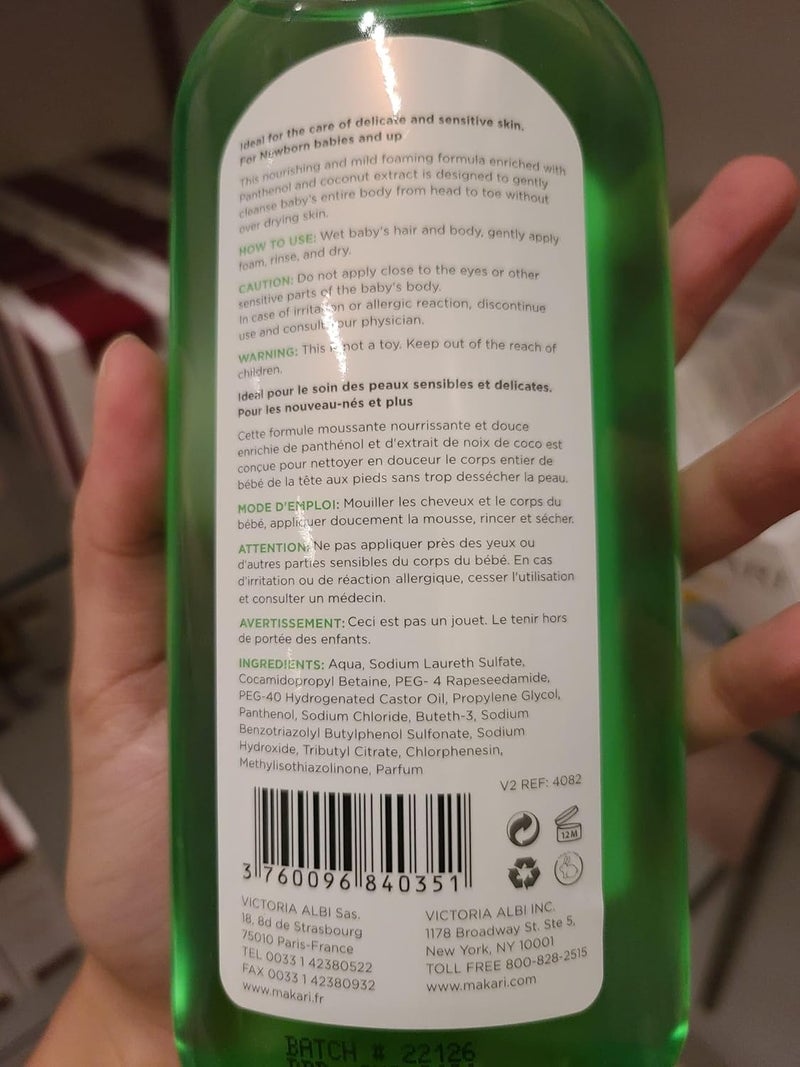 Ideal for the care of delicate and sensitive skin.
For Newborn babies and up
This nourishing and mild foaming formula enriched with
Panthenol and coconut extract is designed to gently
cleanse baby's entire body from head to toe without
over drying skin.
HOW TO USE: Wet baby's hair and body, gently apply
foam, rinse, and dry.
CAUTION: Do not apply close to the eyes or other
sensitive parts of the baby's body.
In case of irritation or allergic reaction, discontinue
use and consult your physician.
WARNING: This is not a toy. Keep out of the reach of
children.
Ideal pour le soin des peaux sensibles et delicates.
Pour les nouveau-nés et plus
Cette formule moussante nourrissante et douce
enrichie de panthénol et d'extrait de noix de coco est
conçue pour nettoyer en douceur le corps entier de
bébé de la tête aux pieds sans trop dessécher la peau.
MODE D'EMPLOI: Mouiller les cheveux et le corps du
bébé, appliquer doucement la mousse, rincer et sécher.
ATTENTION: Ne pas appliquer près des yeux ou
d'autres parties sensibles du corps du bébé. En cas
d'irritation ou de réaction allergique, cesser l'utilisation
et consulter un médecin.
AVERTISSEMENT: Ceci est pas un jouet. Le tenir hors
de portée des enfants.
INGREDIENTS: Aqua, Sodium Laureth Sulfate,
Cocamidopropyl Betaine, PEG- 4 Rapeseedamide,
PEG-40 Hydrogenated Castor Oil, Propylene Glycol,
Panthenol, Sodium Chloride, Buteth-3, Sodium
Benzotriazolyl Butylphenol Sulfonate, Sodium
Hydroxide, Tributyl Citrate, Chlorphenesin,
Methylisothiazolinone, Parfum
V2 REF: 4082
12M
3 760096 840351
VICTORIA ALBI Sas.
18, Bd de Strasbourg
75010 Paris-France
TEL 0033 1 42380522
FAX 0033 1 42380932
www.makari.fr
VICTORIA ALBI INC.
1178 Broadway St. Ste 5,
New York, NY 10001
TOLL FREE 800-828-2515
www.makari.com
BATCH # 22126